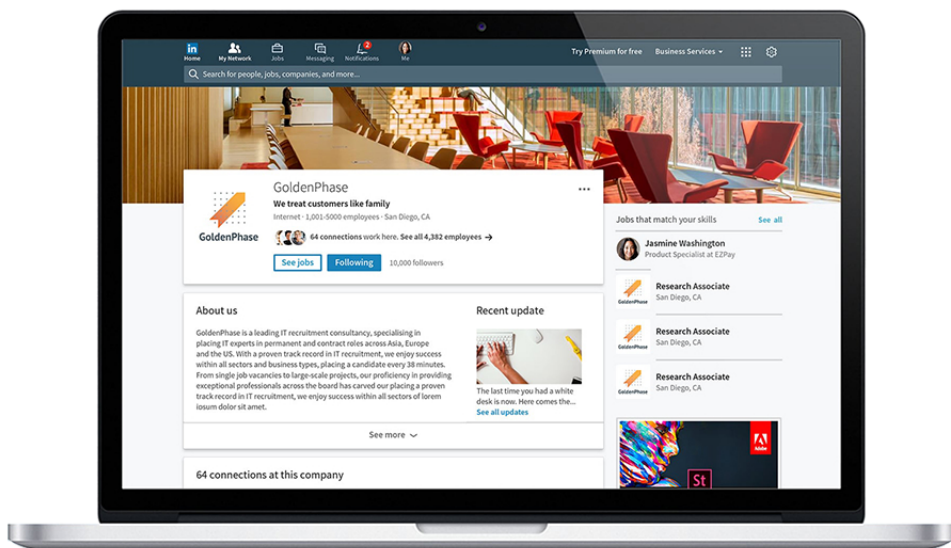 in
2
Home
My Network
Jobs
Messaging
Notifications
Me
Try Premium for free
Business Services
Search for people, jobs, companies, and more...
GoldenPhase
GoldenPhase
We treat customers like family
Internet · 1,001-5000 employees · San Diego, CA
64 connections work here. See all 4,382 employees →
See jobs
Following
10,000 followers
About us
GoldenPhase is a leading IT recruitment consultancy, specialising in
placing IT experts in permanent and contract roles across Asia, Europe
and the US. With a proven track record in IT recruitment, we enjoy success
within all sectors and business types, placing a candidate every 38 minutes.
From single job vacancies to large-scale projects, our proficiency in providing
exceptional professionals across the board has carved our placing a proven
track record in IT recruitment, we enjoy success within all sectors of lorem
iosum dolor sit amet.
See more
Recent update
The last time you had a white
desk is now. Here comes the...
See all updates
64 connections at this company
Jobs that match your skills
See all
Jasmine Washington
Product Specialist at EZPay
GoldenPhase
Research Associate
San Diego, CA
GoldenPhase
Research Associate
San Diego, CA
GoldenPhase
Research Associate
San Diego, CA
Adobe
St